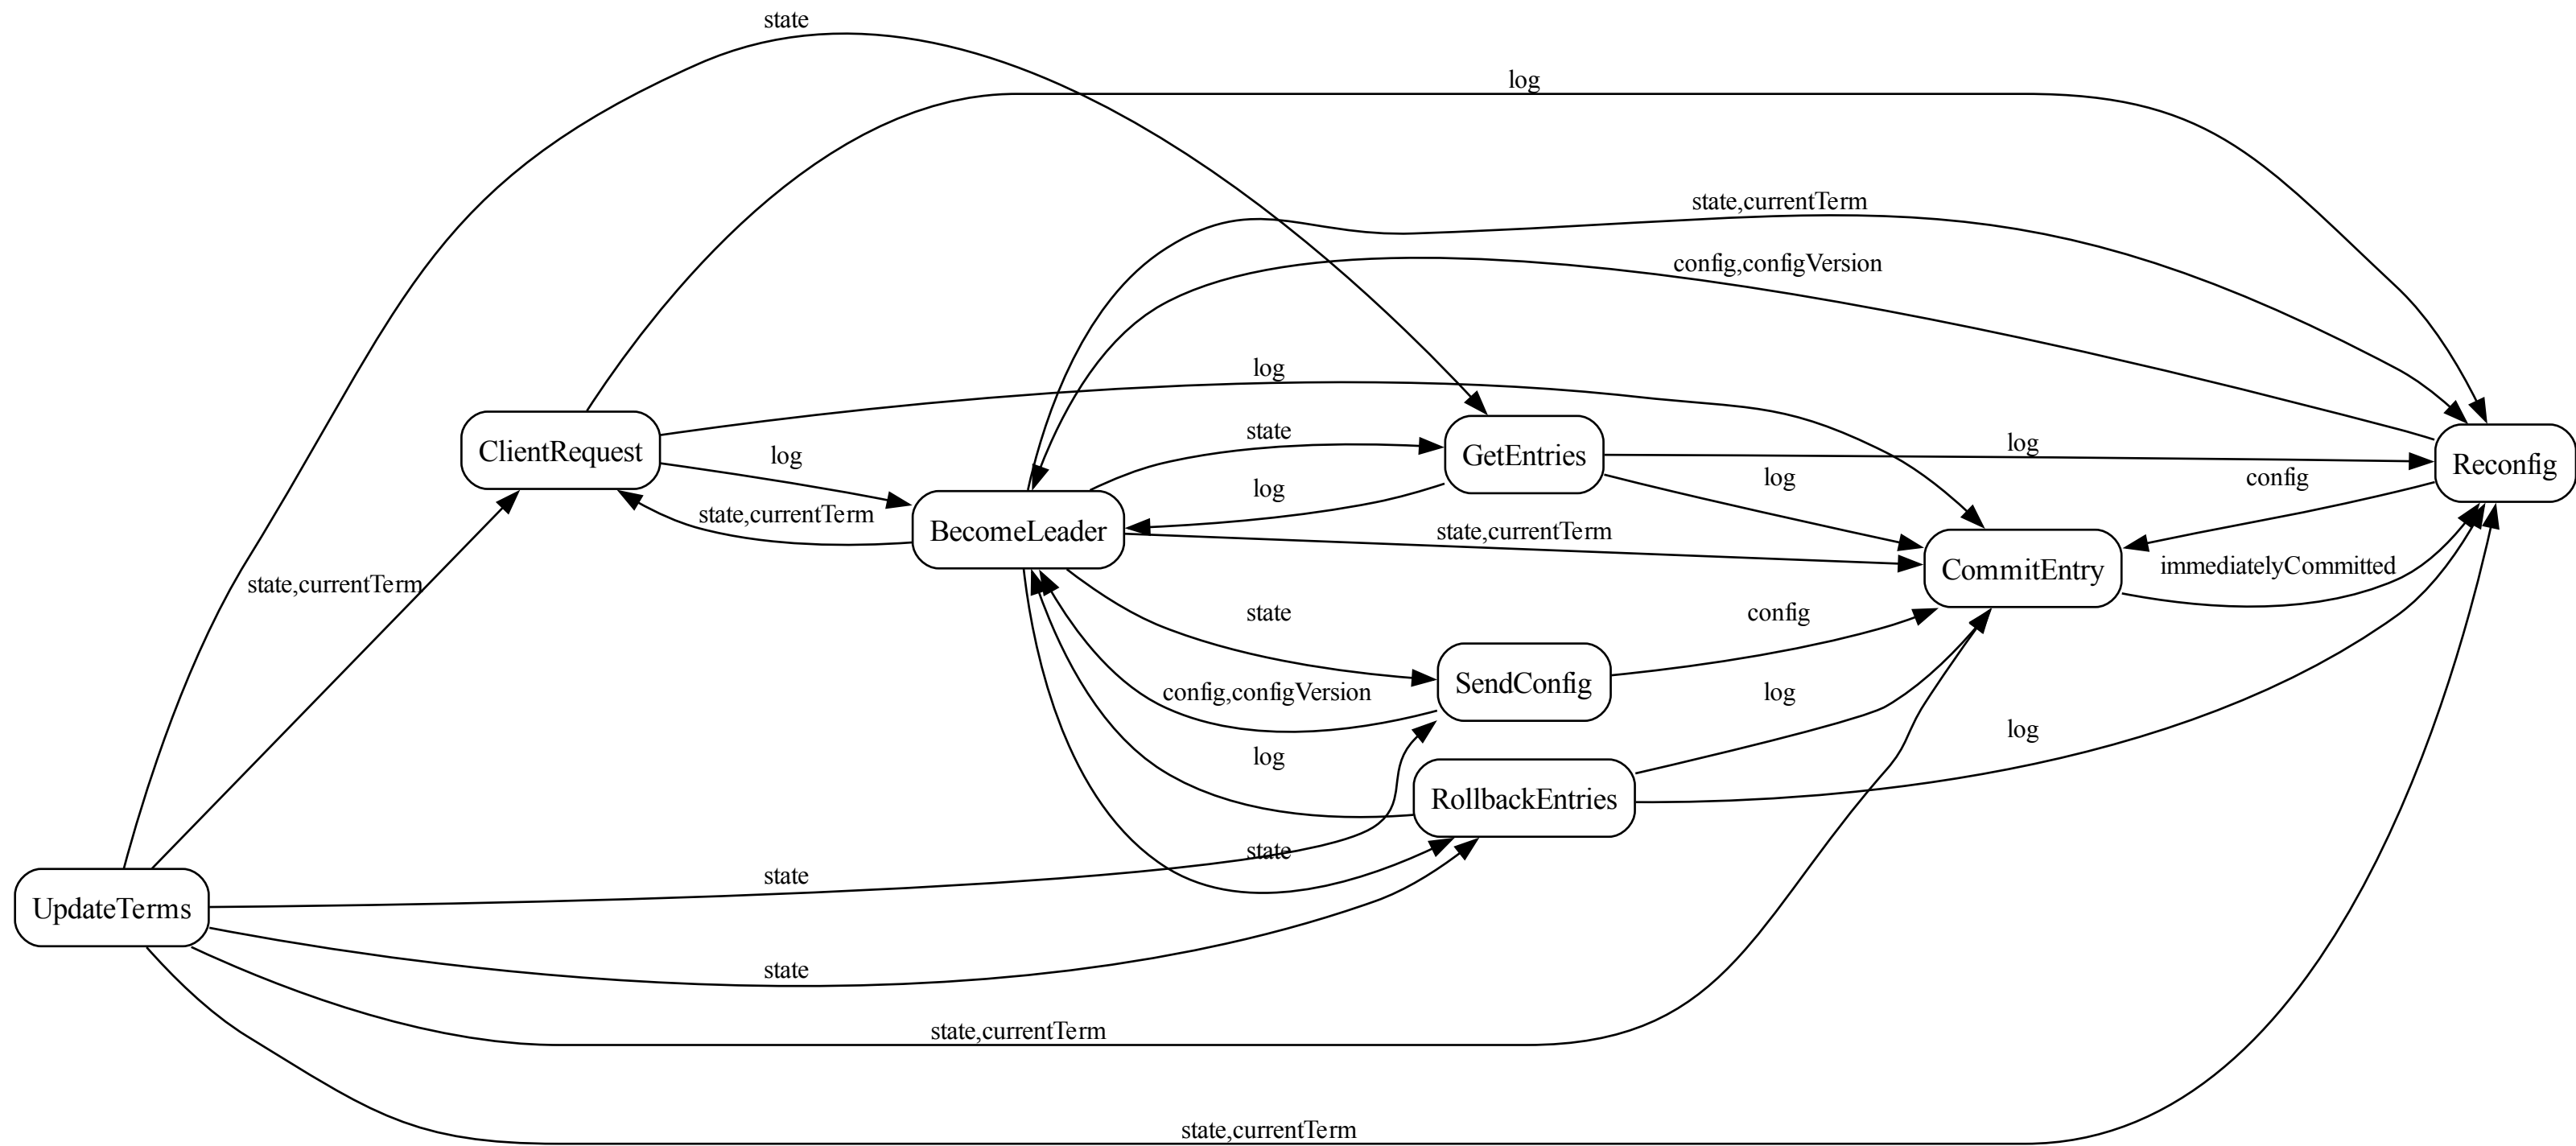 state
log
state,currentTerm
config,configVersion
log
state
log
ClientRequest
log
GetEntries
log
Reconfig
config
log
log
state,currentTerm
BecomeLeader
state,currentTerm
CommitEntry
immediatelyCommitted
state,currentTerm
state
config
SendConfig
config,configVersion
log
log
log
RollbackEntries
state
state
UpdateTerms
state
state,currentTerm
state,currentTerm